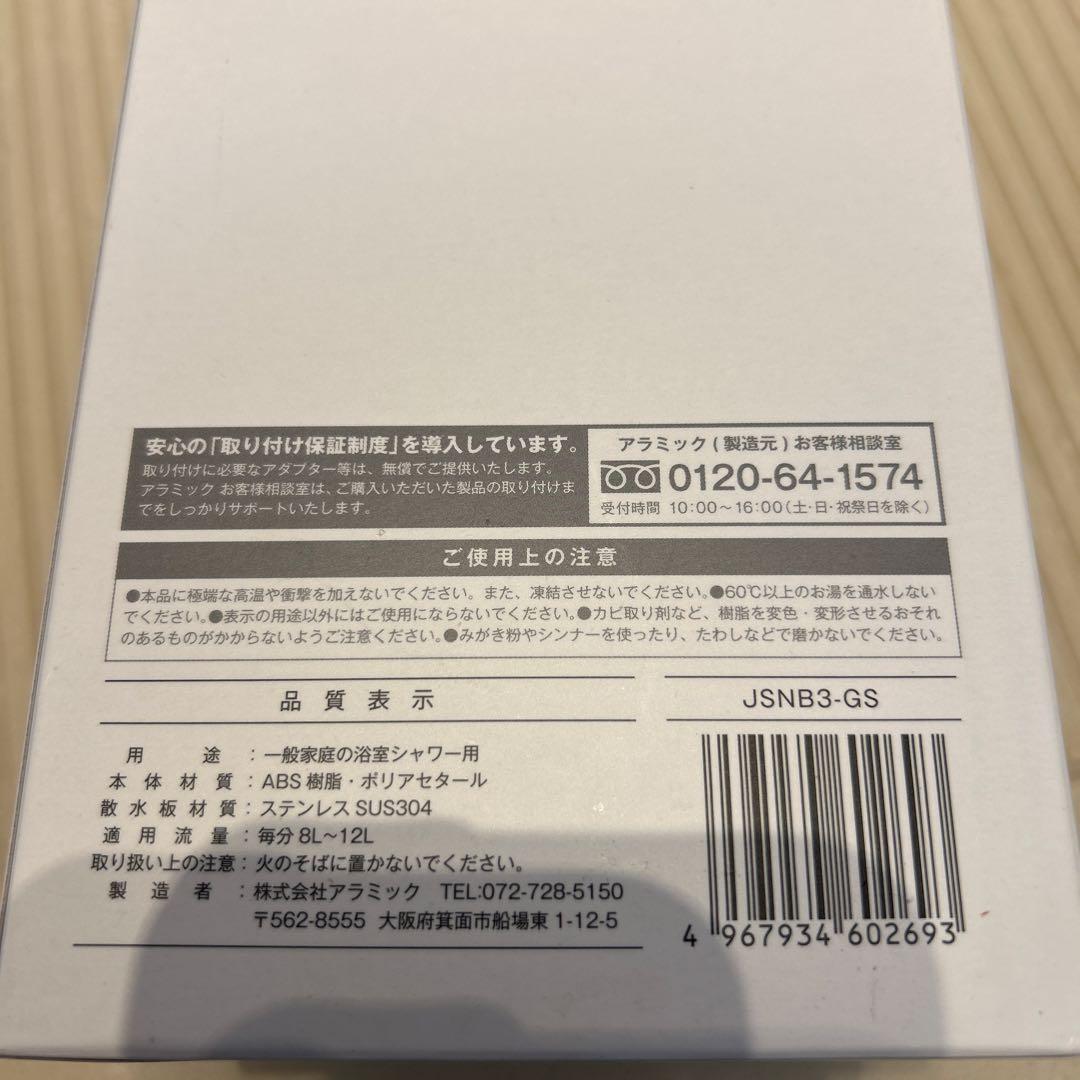 安心の「取り付け保証制度」を導入しています。
取り付けに必要なアダプター等は、無償でご提供いたします。
アラミック お客様相談室は、ご購入いただいた製品の取り付けま
でをしっかりサポートいたします。
アラミック(製造元)お客様相談室
0120-64-1574
受付時間 10:00〜16:00(土・日・祝祭日を除く)
ご使用上の注意
●本品に極端な高温や衝撃を加えないでください。また、凍結させないでください。●60℃以上のお湯を通水しない
でください。●表示の用途以外にはご使用にならないでください。●カビ取り剤など、樹脂を変色・変形させるおそれ
のあるものがかからないようご注意ください。●みがき粉やシンナーを使ったり、たわしなどで磨かないでください。
品質表示
用途:一般家庭の浴室シャワー用
本体材質:ABS樹脂・ポリアセタール
散水板材質:ステンレス SUS304
適用流量:毎分 8L〜12L
取り扱い上の注意:火のそばに置かないでください。
製造者:株式会社アラミック TEL:072-728-5150
〒562-8555 大阪府箕面市船場東 1-12-5
JSNB3-GS
4 967934 602693